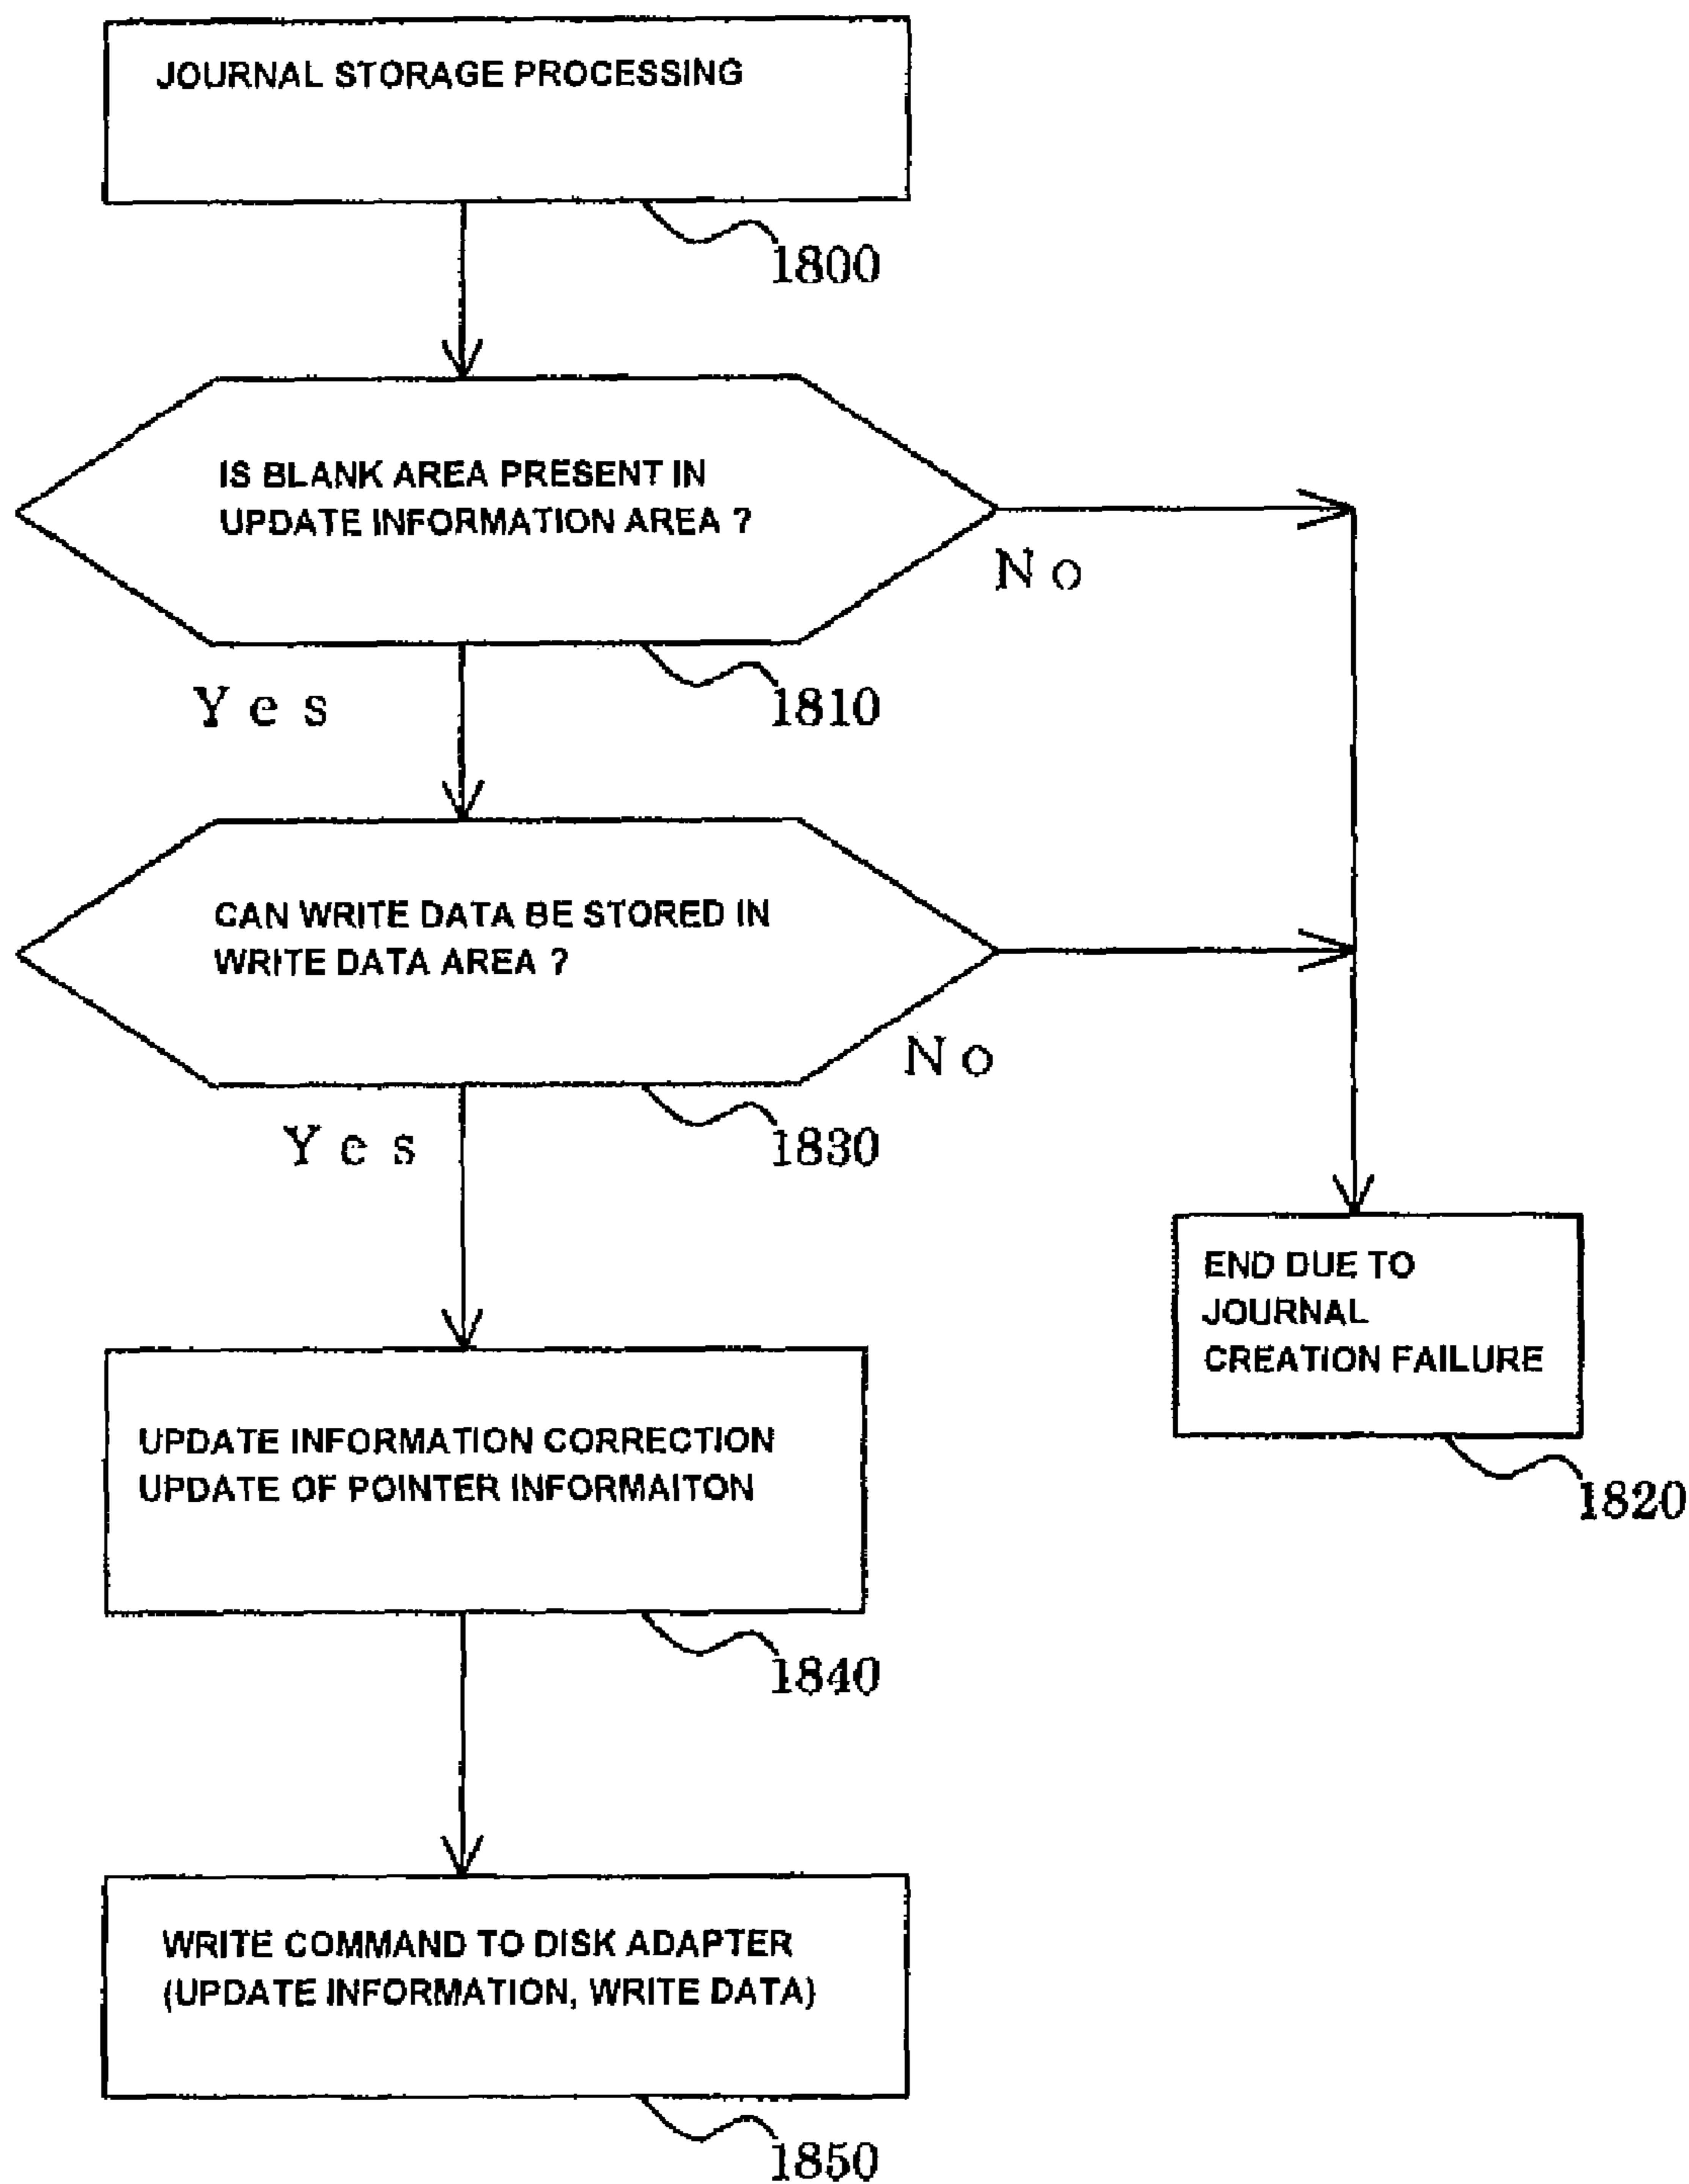 JOURNAL STORAGE PROCESSING
1800
IS BLANK AREA PRESENT IN
UPDATE INFORMATION AREA ?
No
Yes
1810
CAN WRITE DATA BE STORED IN
WRITE DATA AREA ?
No
Yes
1830
END DUE TO
JOURNAL
CREATION FAILURE
1820
UPDATE INFORMATION CORRECTION
UPDATE OF POINTER INFORMAITON
1840
WRITE COMMAND TO DISK ADAPTER
(UPDATE INFORMATION, WRITE DATA)
1850